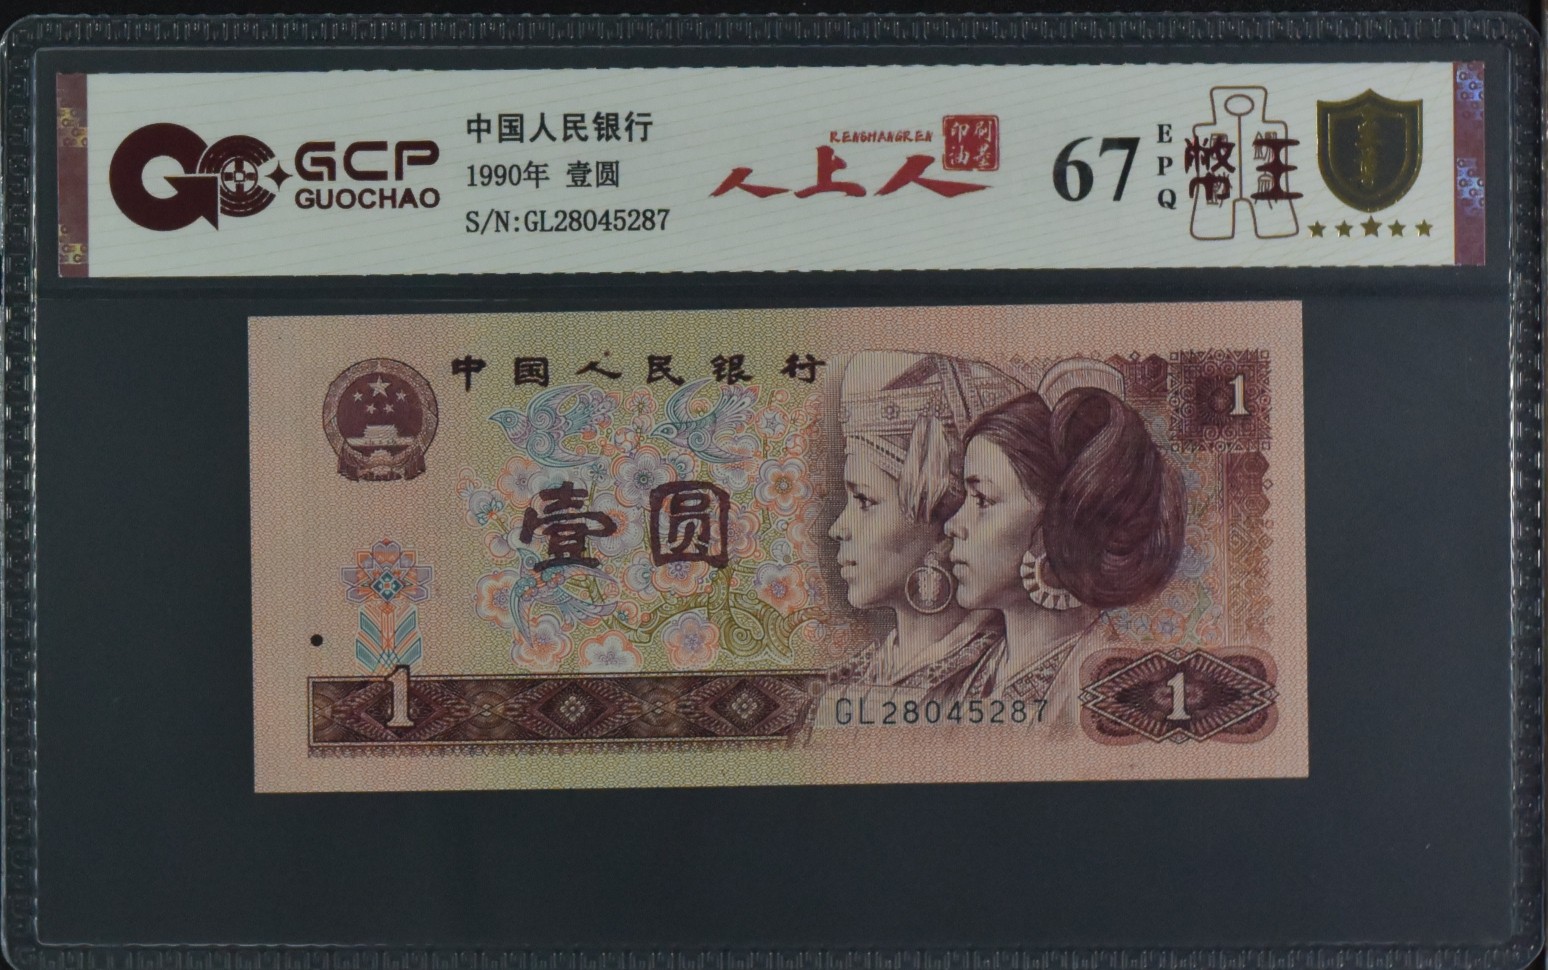 GCP
GUOCHAO
中国人民银行
1990年 壹圆
S/N:GL28045287
RENSHANGREN
人上人
印刷
油墨
67
EPQ
中国人民银行
1
壹圆
1
GL28045287
1